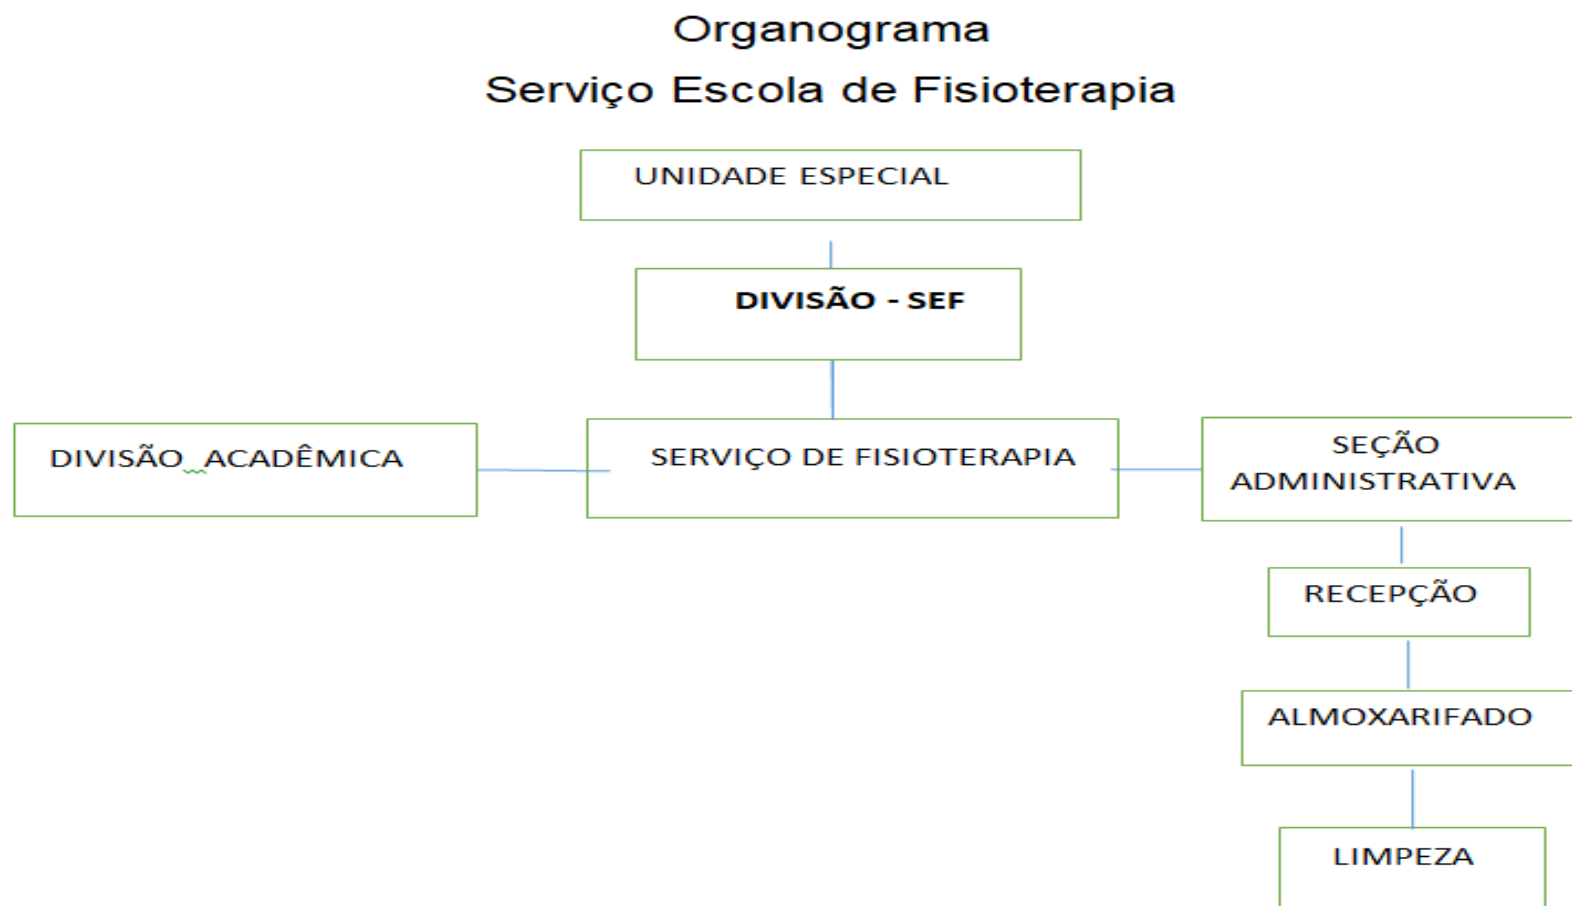 Organograma
Serviço Escola de Fisioterapia
UNIDADE ESPECIAL
DIVISÃO - SEF
DIVISÃO ACADÊMICA
SERVIÇO DE FISIOTERAPIA
SEÇÃO
ADMINISTRATIVA
RECEPÇÃO
ALMOXARIFADO
LIMPEZA